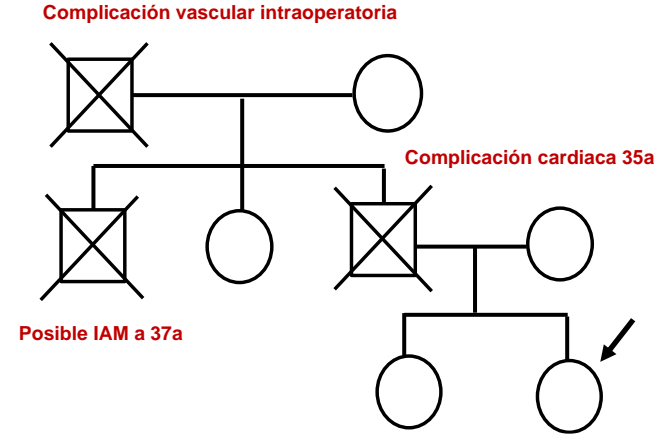 Complicación vascular intraoperatoria
Complicación cardiaca 35a
Posible IAM a 37a